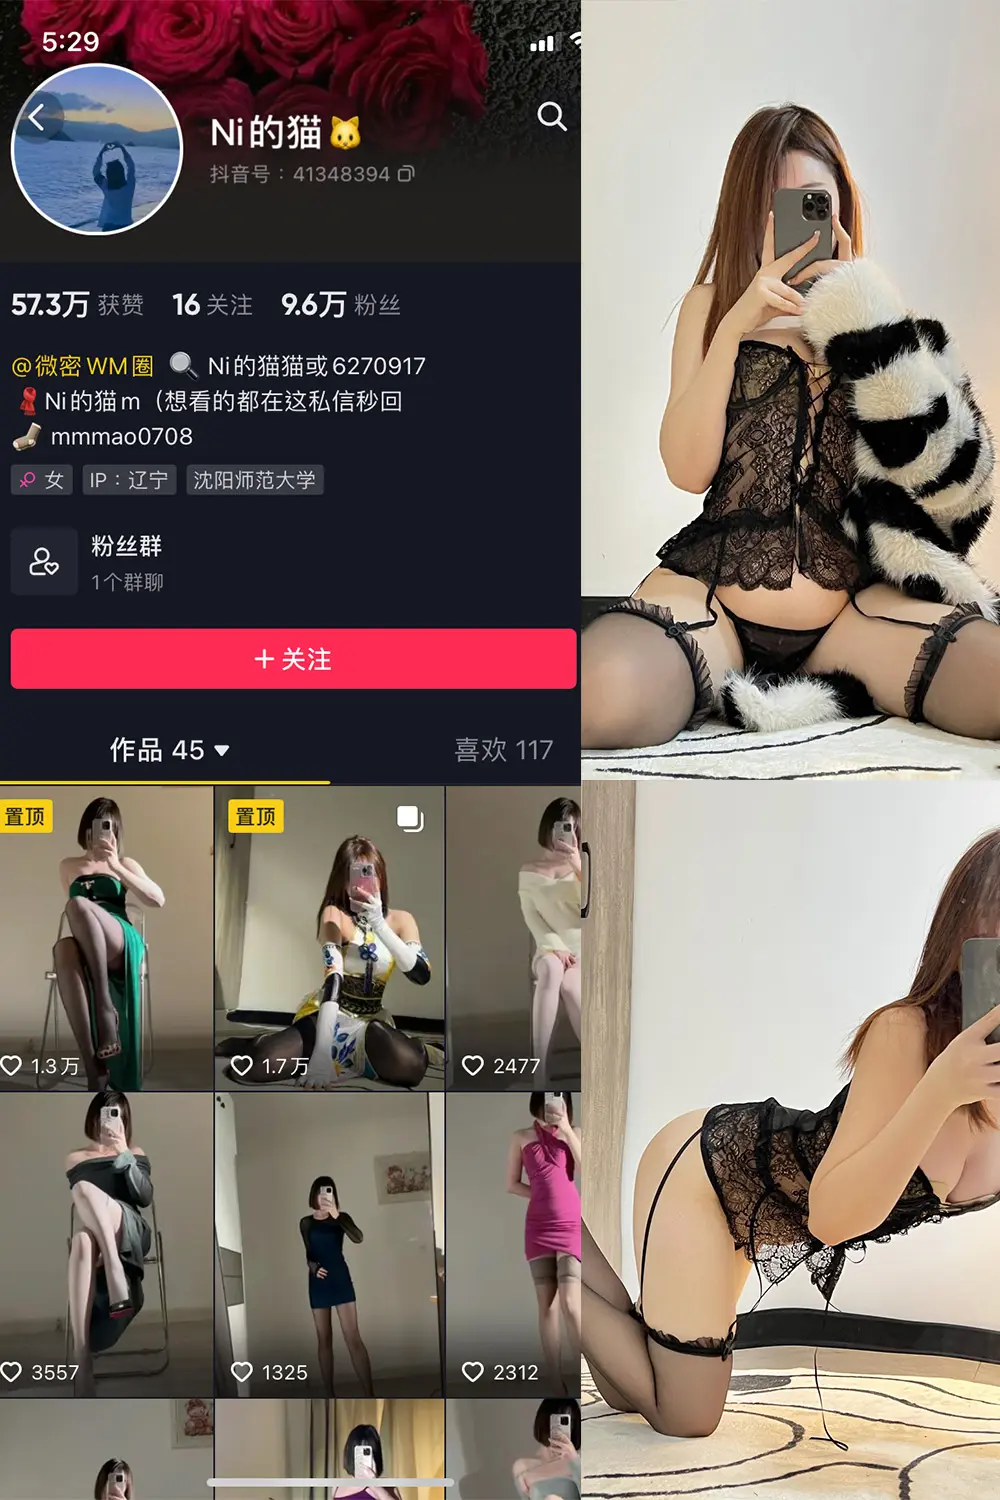 5:29
Ni的猫🐱
抖音号：41348394
57.3万 获赞 16 关注 9.6万 粉丝
@微密WM圈 🔍 Ni的猫猫或6270917
🧣Ni的猫m（想看的都在这私信秒回
🧦 mmmao0708
女 IP：辽宁 沈阳师范大学
粉丝群
1个群聊
+ 关注
作品 45 喜欢 117
置顶 置顶
1.3万 1.7万 2477
3557 1325 2312